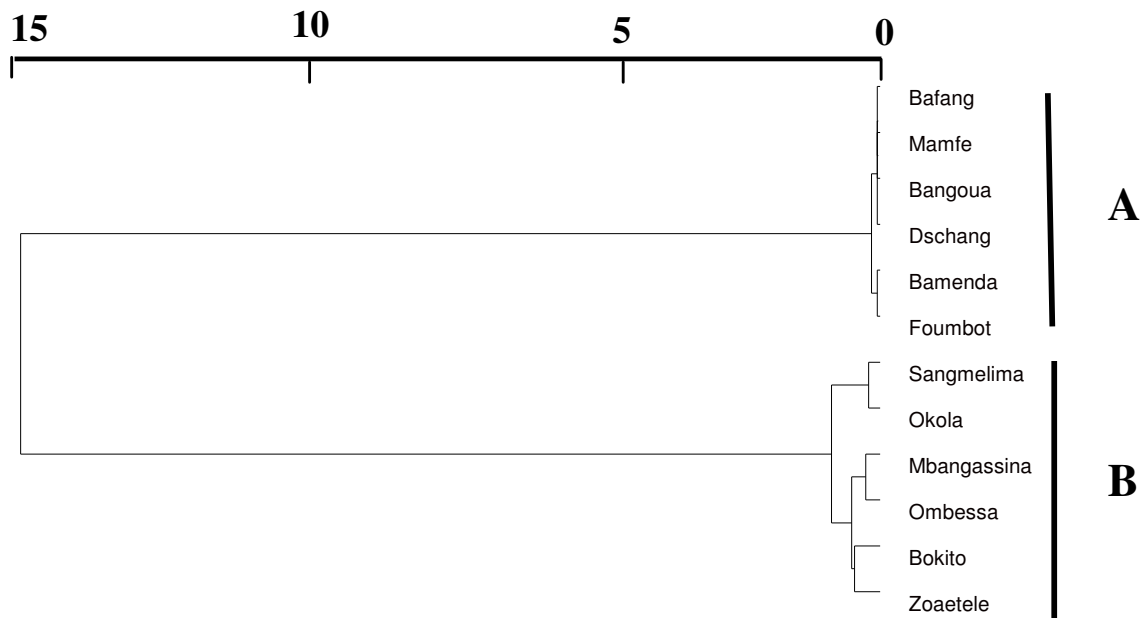 15 10 5 0
Bafang
Mamfe
Bangoua
A
Dschang
Bamenda
Foumbot
Sangmelima
Okola
Mbangassina
B
Ombessa
Bokito
Zoaetele